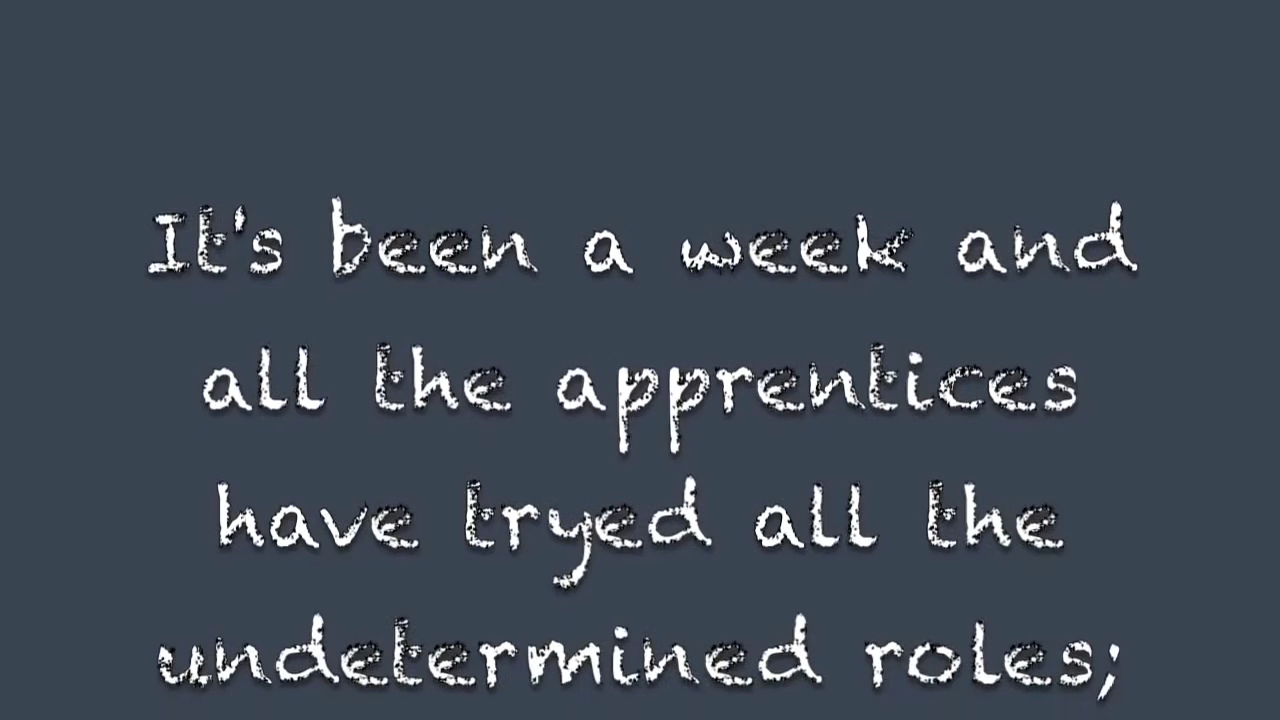 It's been a week and
all the apprentices
have tryed all the
undetermined roles;